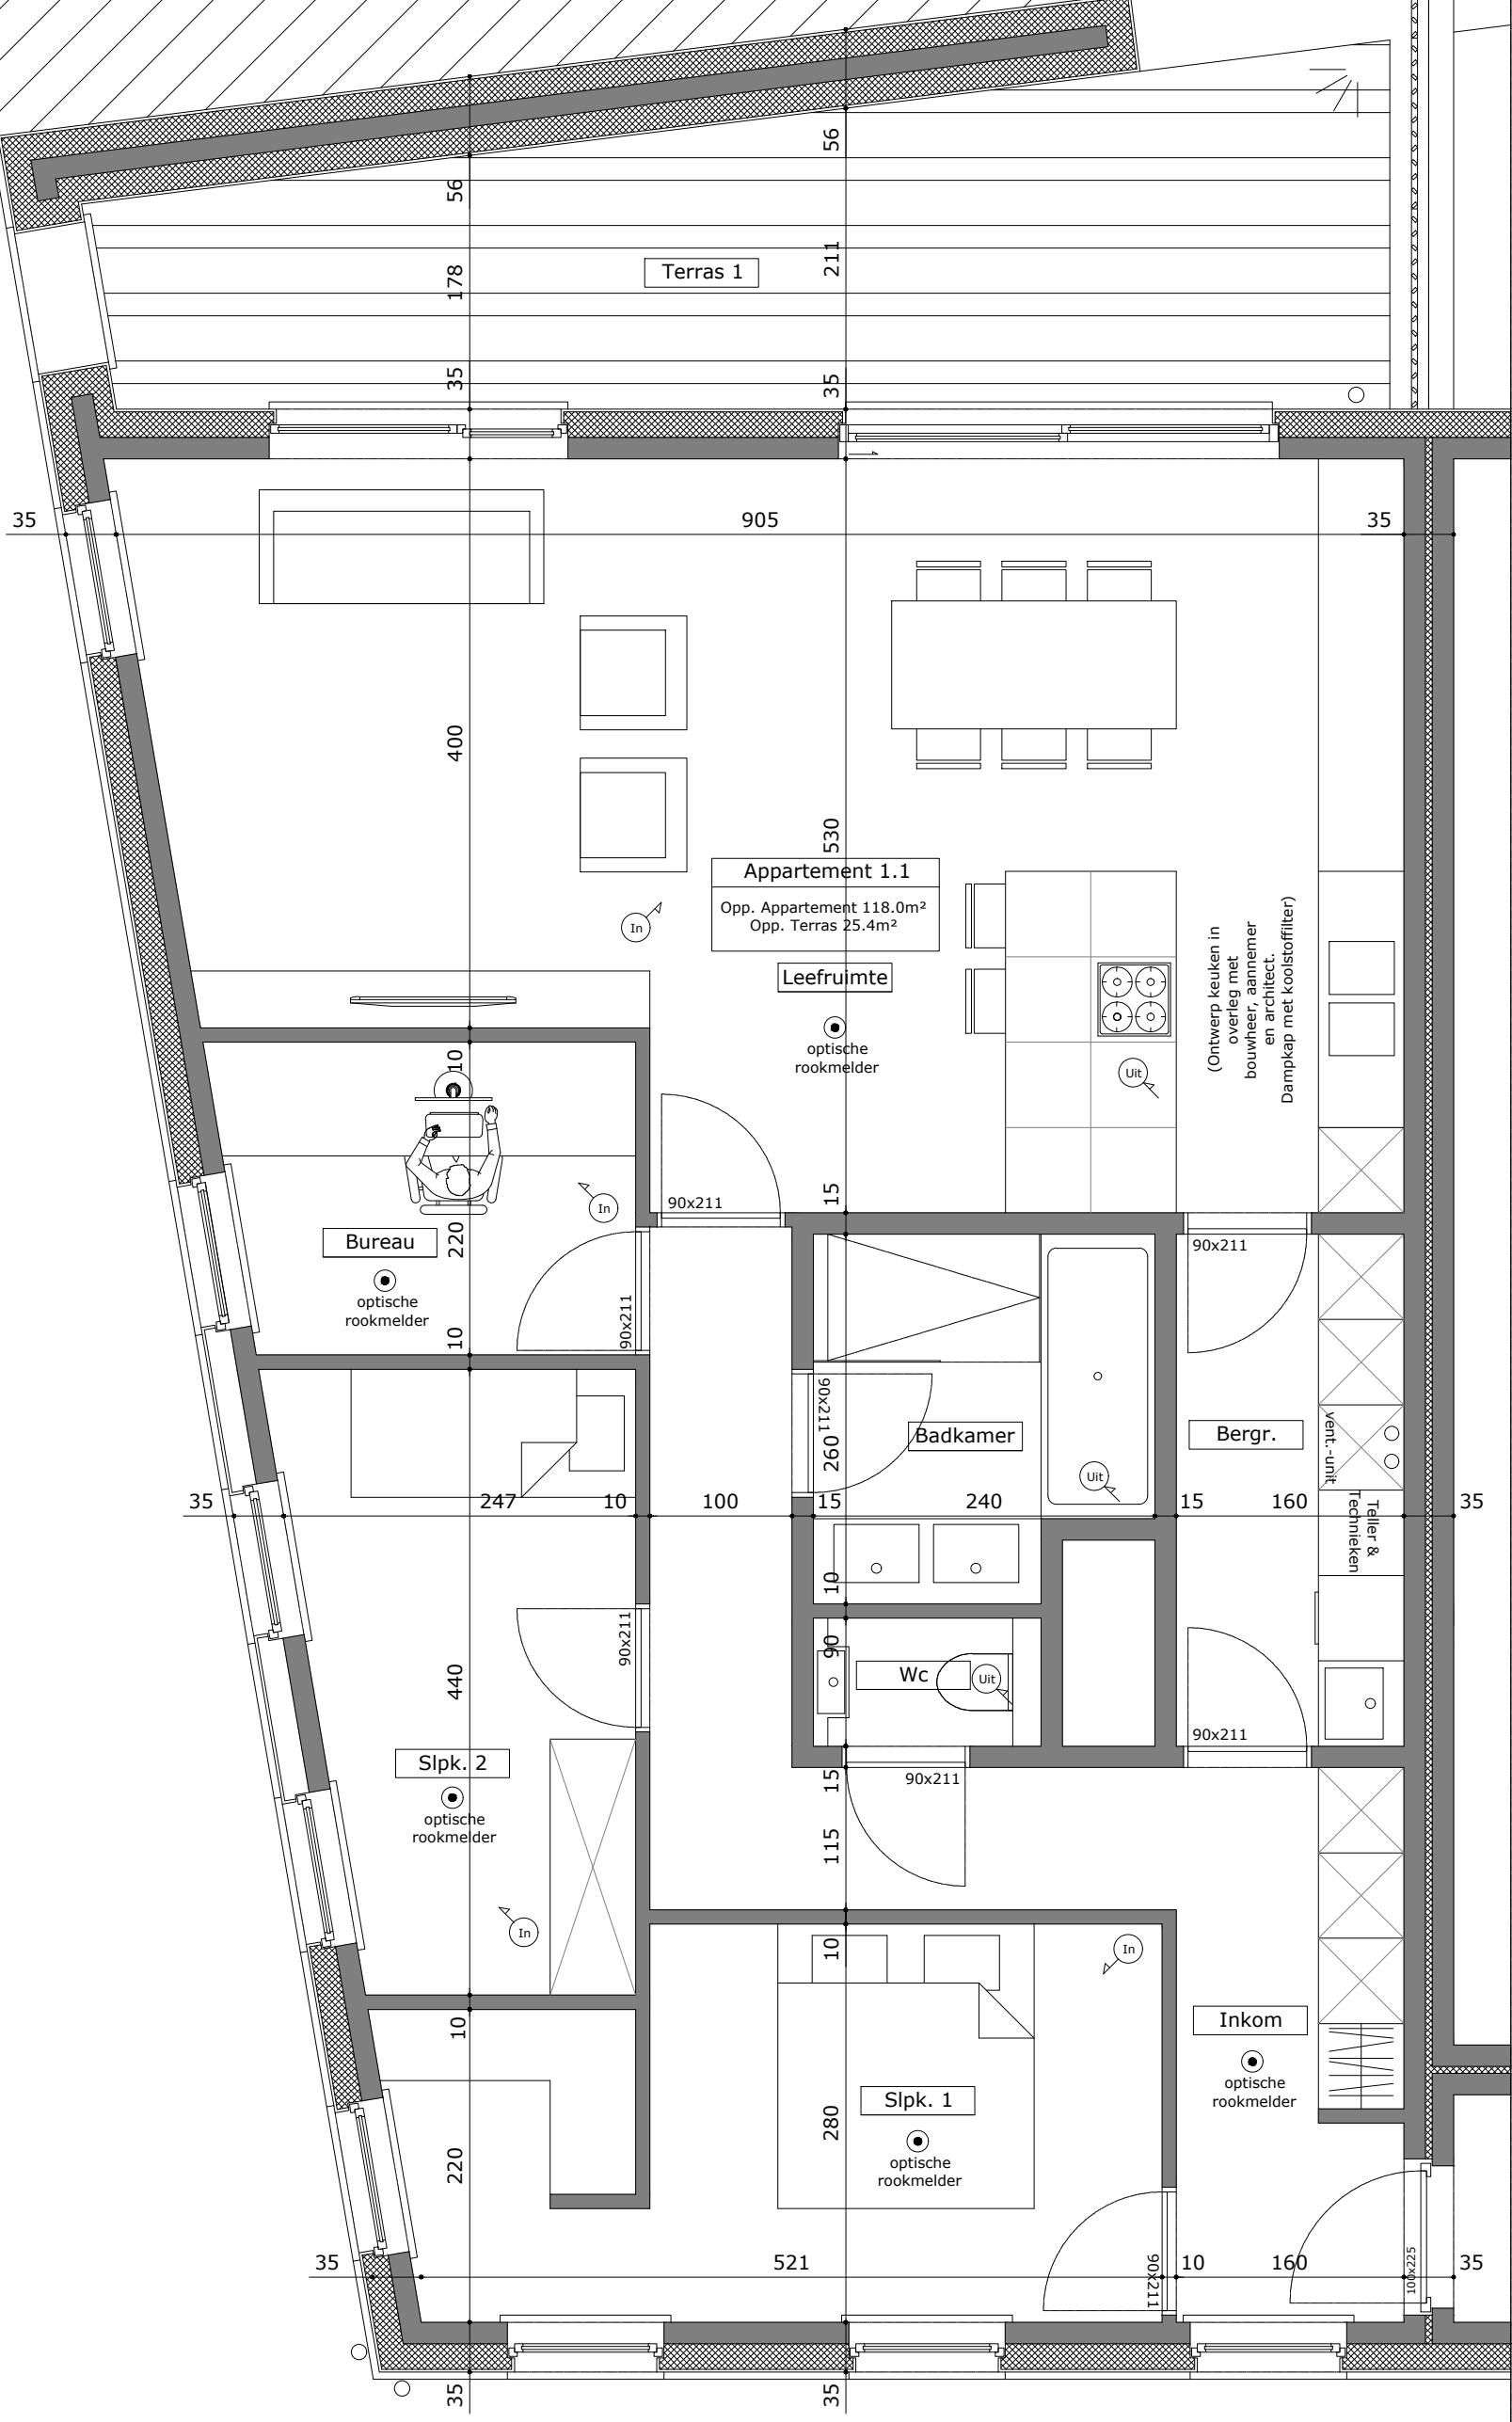 56
56
211
178
Terras 1
35
35
35
905
35
400
530
Appartement 1.1
Opp. Appartement 118.0m²
Opp. Terras 25.4m²
In
Leefruimte
optische
rookmelder
(Ontwerp keuken in
overleg met
bouwheer, aannemer
en architect.
Dampkap met koolstoffilter)
Uit
10
15
90x211
In
Bureau
220
optische
rookmelder
90x211
10
90x211
90x211
Badkamer
260
Bergr.
vent.-unit
Uit
35
247
10
100
15
240
15
160
35
Teller &
Technieken
10
90x211
90
Wc
Uit
440
90x211
Slpk. 2
optische
rookmelder
15
90x211
115
In
10
In
10
Inkom
optische
rookmelder
Slpk. 1
280
optische
rookmelder
220
35
521
90x211
10
160
100x225
35
35
35